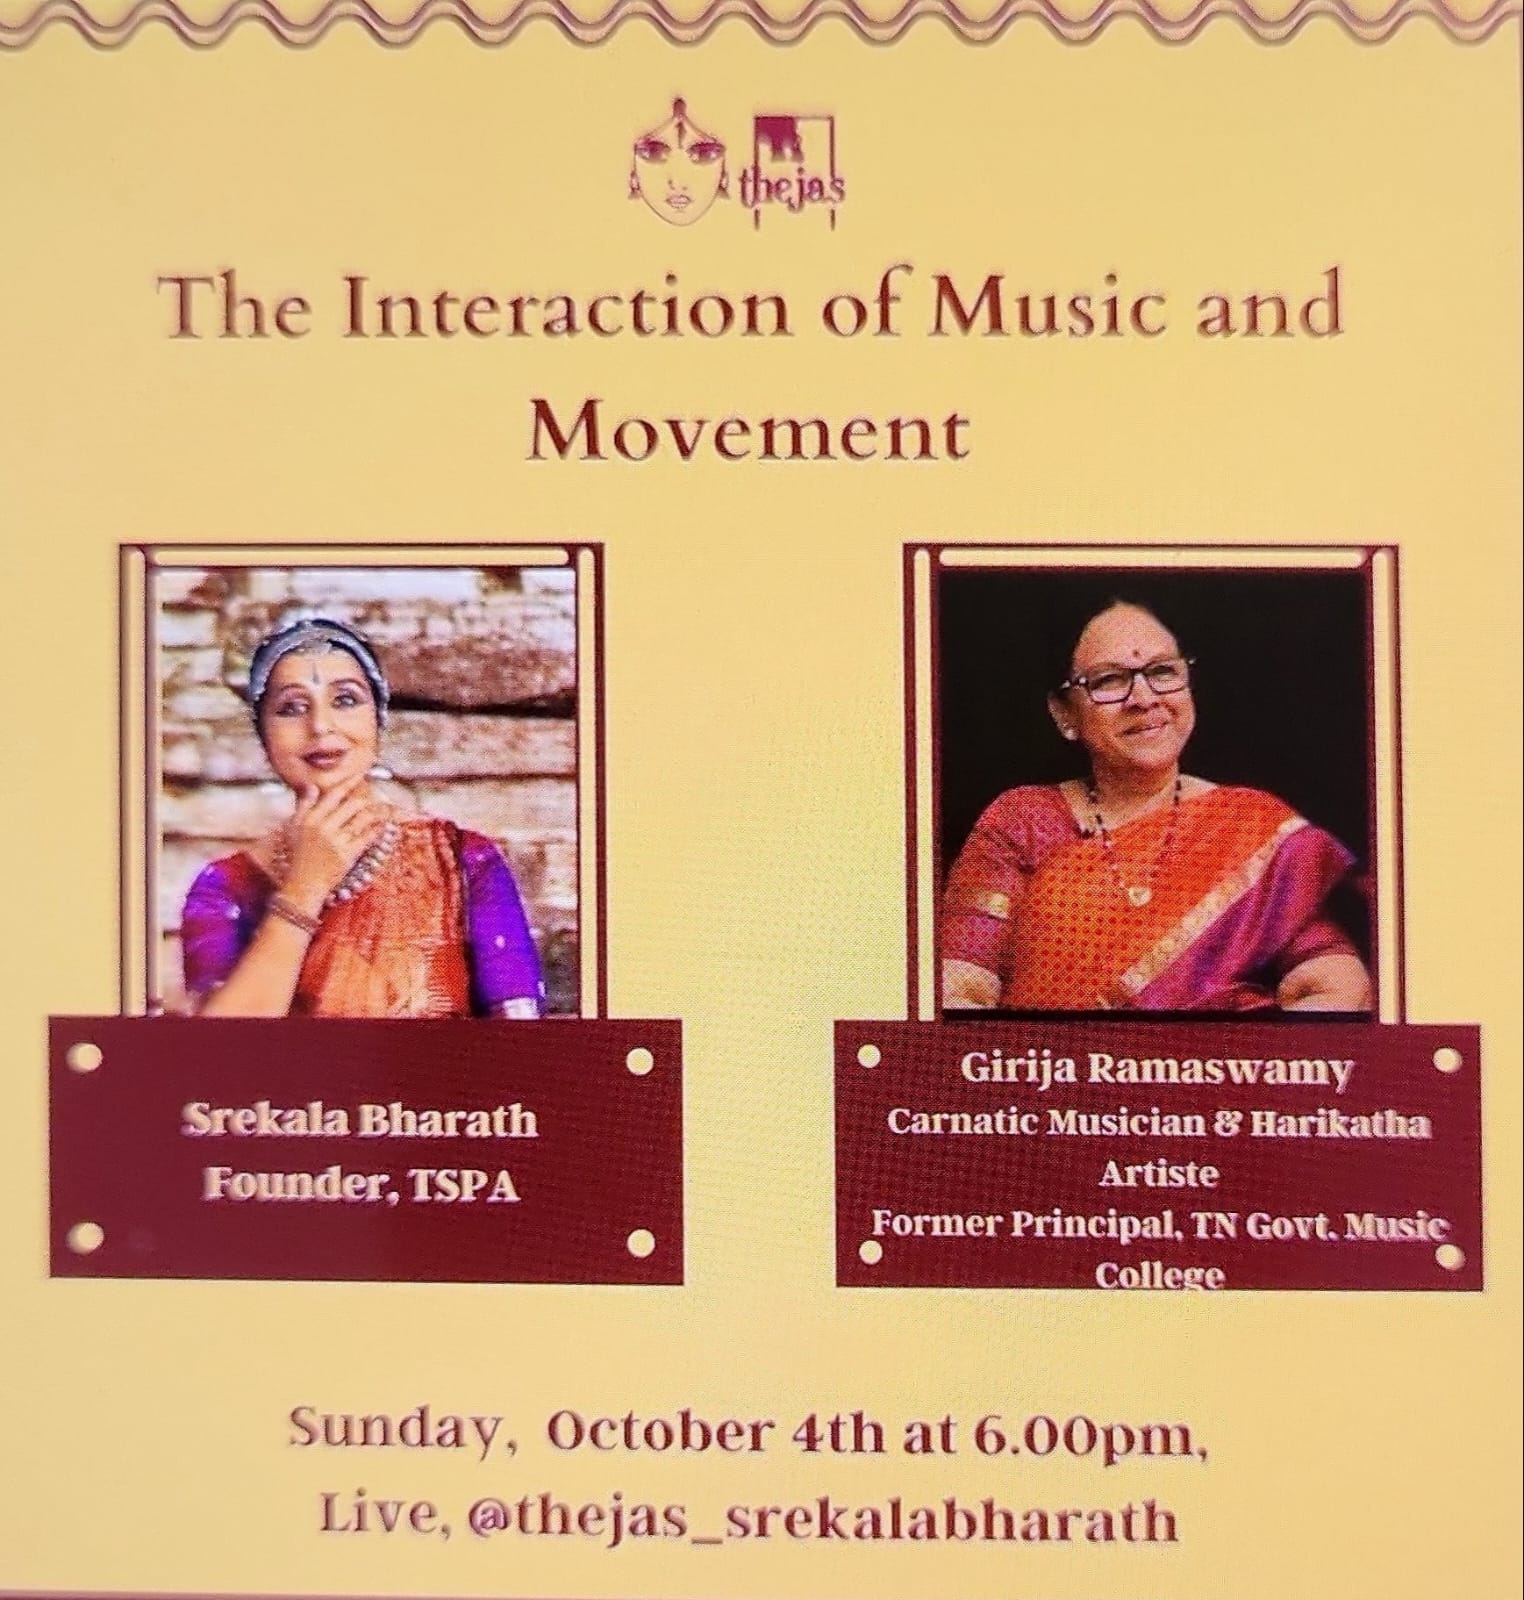 thejas
The Interaction of Music and
Movement
Srekala Bharath
Founder, TSPA
Girija Ramaswamy
Carnatic Musician & Harikatha
Artiste
Former Principal, TN Govt. Music
College
Sunday, October 4th at 6.00pm,
Live, @thejas_srekalabharath